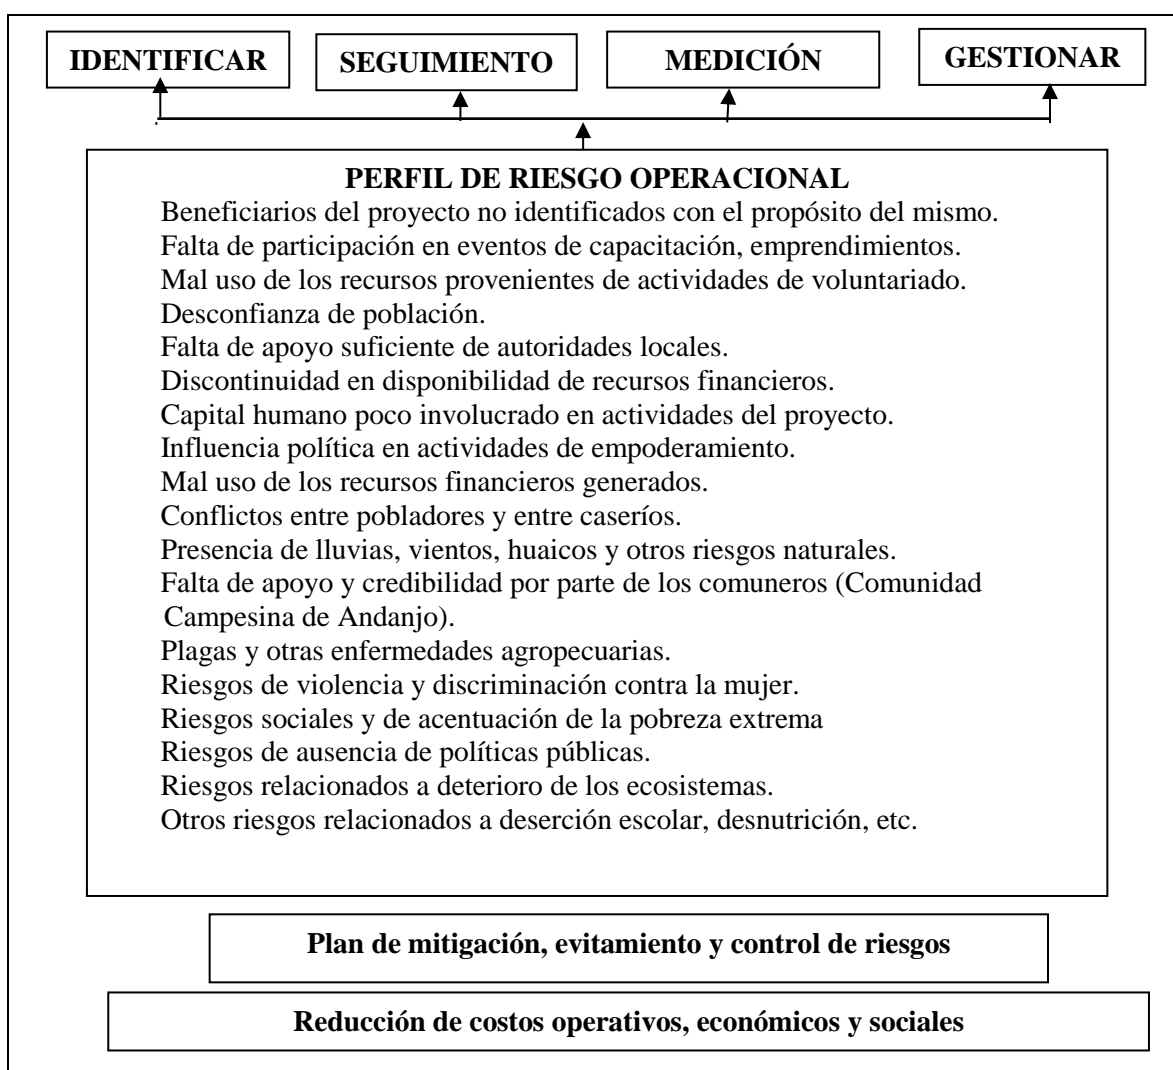 IDENTIFICAR
SEGUIMIENTO
MEDICIÓN
GESTIONAR
PERFIL DE RIESGO OPERACIONAL
Beneficiarios del proyecto no identificados con el propósito del mismo.
Falta de participación en eventos de capacitación, emprendimientos.
Mal uso de los recursos provenientes de actividades de voluntariado.
Desconfianza de población.
Falta de apoyo suficiente de autoridades locales.
Discontinuidad en disponibilidad de recursos financieros.
Capital humano poco involucrado en actividades del proyecto.
Influencia política en actividades de empoderamiento.
Mal uso de los recursos financieros generados.
Conflictos entre pobladores y entre caseríos.
Presencia de lluvias, vientos, huaicos y otros riesgos naturales.
Falta de apoyo y credibilidad por parte de los comuneros (Comunidad
Campesina de Andanjo).
Plagas y otras enfermedades agropecuarias.
Riesgos de violencia y discriminación contra la mujer.
Riesgos sociales y de acentuación de la pobreza extrema
Riesgos de ausencia de políticas públicas.
Riesgos relacionados a deterioro de los ecosistemas.
Otros riesgos relacionados a deserción escolar, desnutrición, etc.
Plan de mitigación, evitamiento y control de riesgos
Reducción de costos operativos, económicos y sociales